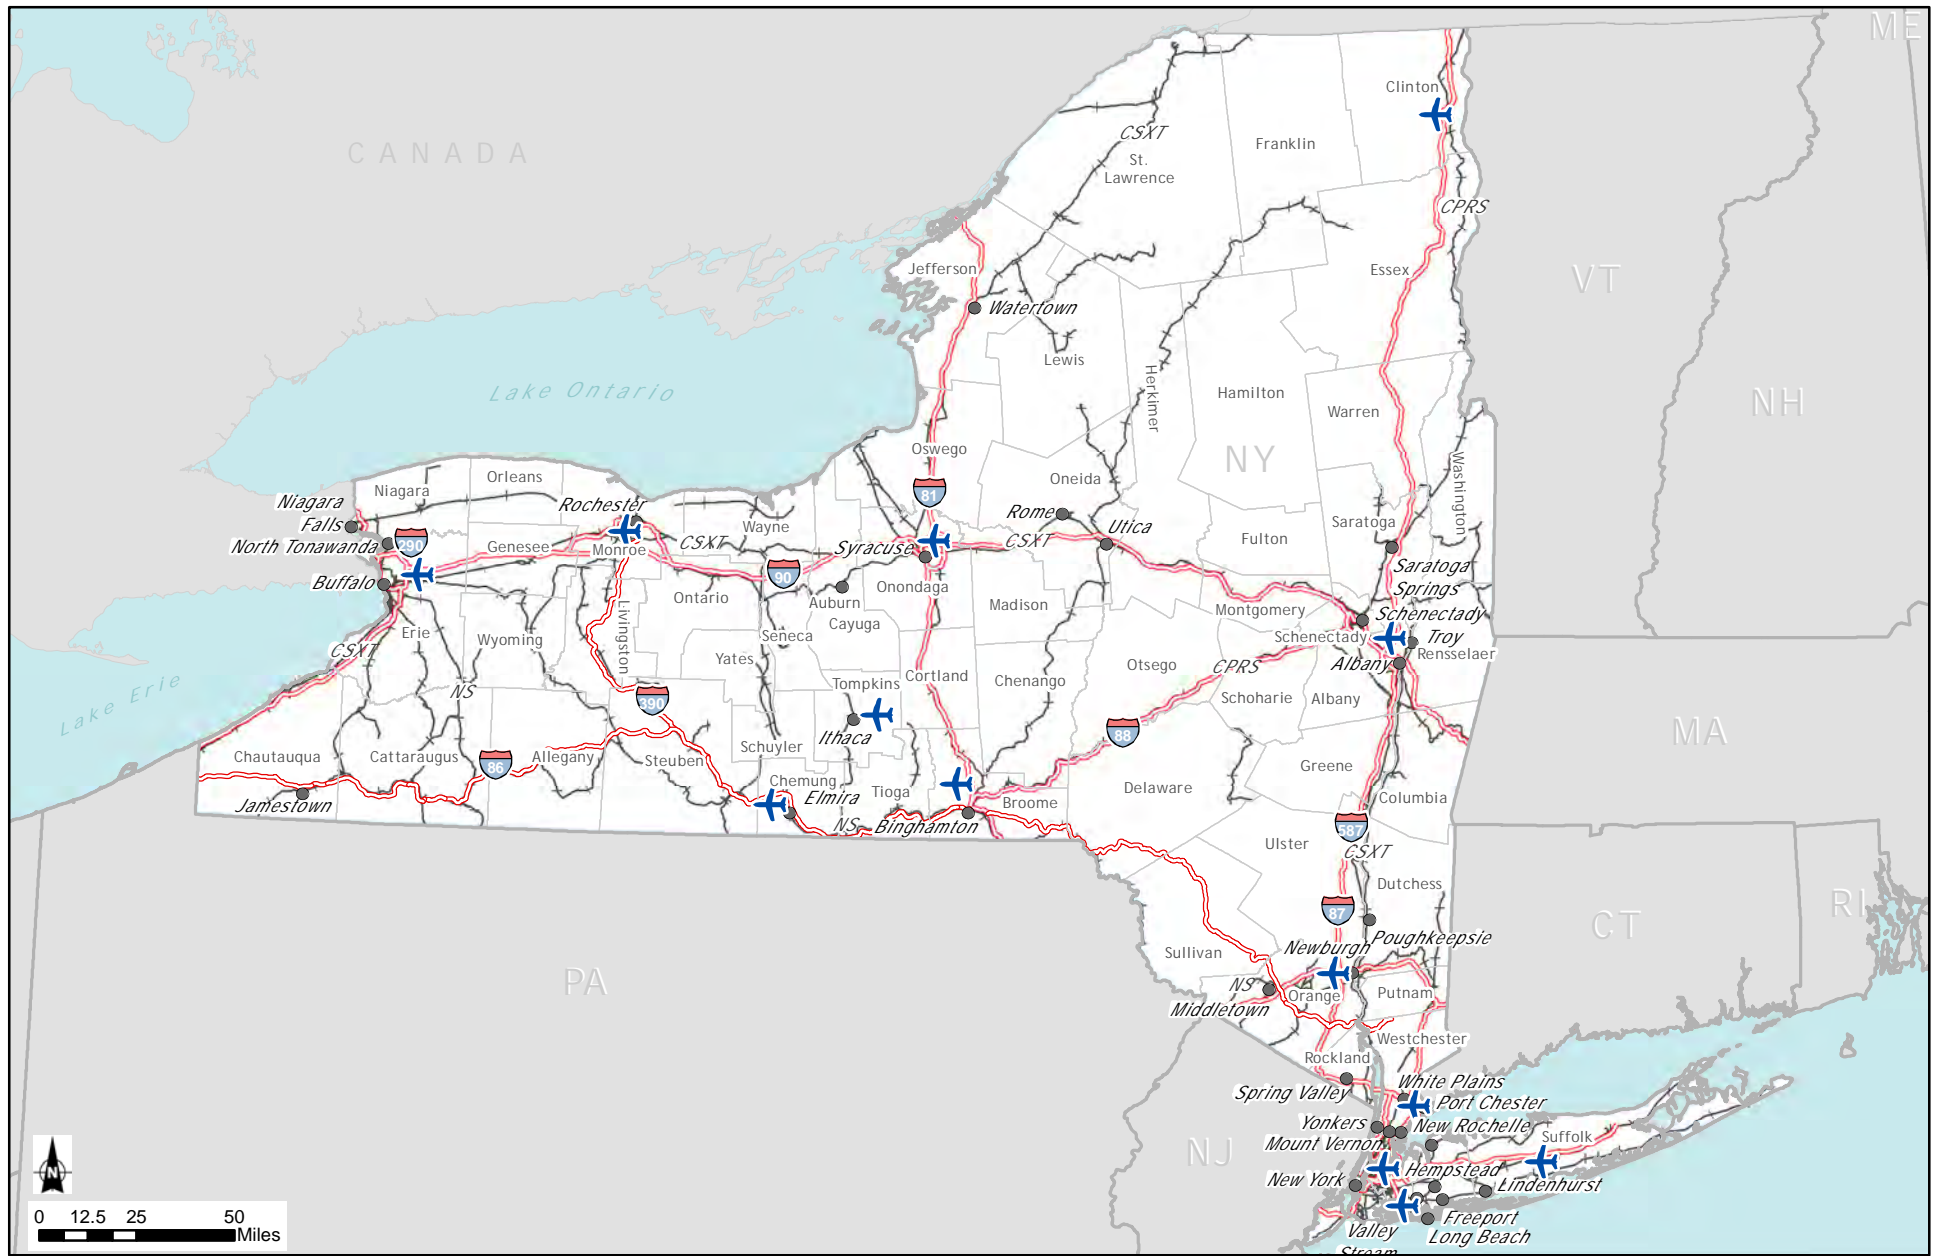 ME
CANADA
Clinton
CSXT
St.
Lawrence
Franklin
CPRS
VT
Jefferson
Essex
Watertown
Lake Ontario
Lewis
Herkimer
Hamilton
Warren
NH
Oswego
NY
Washington
Orleans
Niagara
Oneida
81
Niagara
Falls
Rochester
Rome
Utica
Saratoga
North Tonawanda
290
Genesee
Monroe
CSXT
Wayne
Syracuse
CSXT
Fulton
Buffalo
90
Saratoga
Springs
Ontario
Auburn
Onondaga
Madison
Montgomery
Schenectady
Erie
Wyoming
Livingston
Seneca
Cayuga
Schenectady
Troy
Rensselaer
CSXT
Yates
Otsego
CPRS
Albany
Lake Erie
NS
390
Tompkins
Cortland
Chenango
Schoharie
Albany
MA
Ithaca
88
Chautauqua
Cattaraugus
86
Allegany
Steuben
Schuyler
Greene
Jamestown
Chemung
Elmira
Tioga
Broome
Delaware
Columbia
NS
Binghamton
587
Ulster
CSXT
Dutchess
87
RI
CT
Sullivan
Newburgh
Poughkeepsie
PA
NS
Orange
Putnam
Middletown
Westchester
Rockland
Spring Valley
White Plains
Port Chester
Yonkers
New Rochelle
Mount Vernon
Suffolk
NJ
New York
Hempstead
Lindenhurst
N
0 12.5 25 50
Miles
Freeport
Valley
Stream
Long Beach